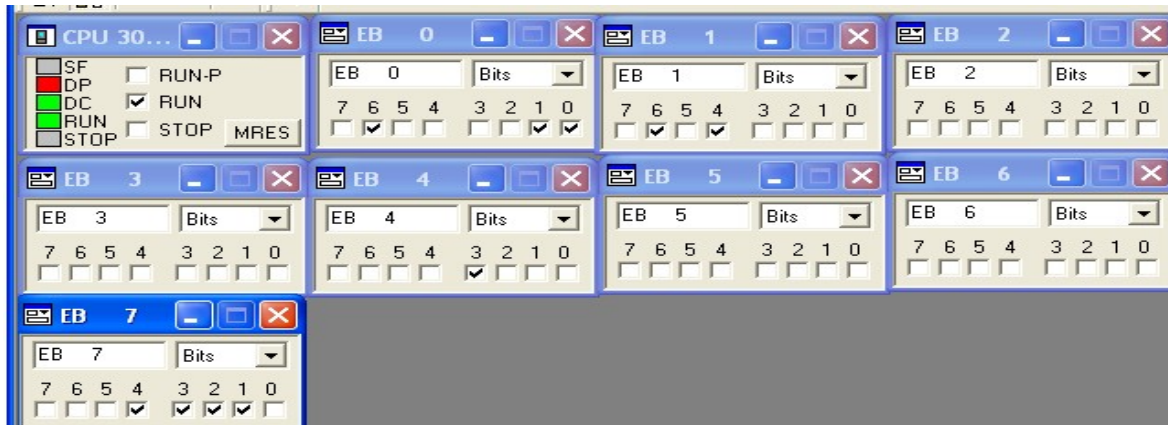 CPU 30...
SF
DP
DC
RUN
STOP
RUN-P
RUN
STOP
MRES
EB 0
EB 0 Bits
7 6 5 4 3 2 1 0
EB 1
EB 1 Bits
7 6 5 4 3 2 1 0
EB 2
EB 2 Bits
7 6 5 4 3 2 1 0
EB 3
EB 3 Bits
7 6 5 4 3 2 1 0
EB 4
EB 4 Bits
7 6 5 4 3 2 1 0
EB 5
EB 5 Bits
7 6 5 4 3 2 1 0
EB 6
EB 6 Bits
7 6 5 4 3 2 1 0
EB 7
EB 7 Bits
7 6 5 4 3 2 1 0